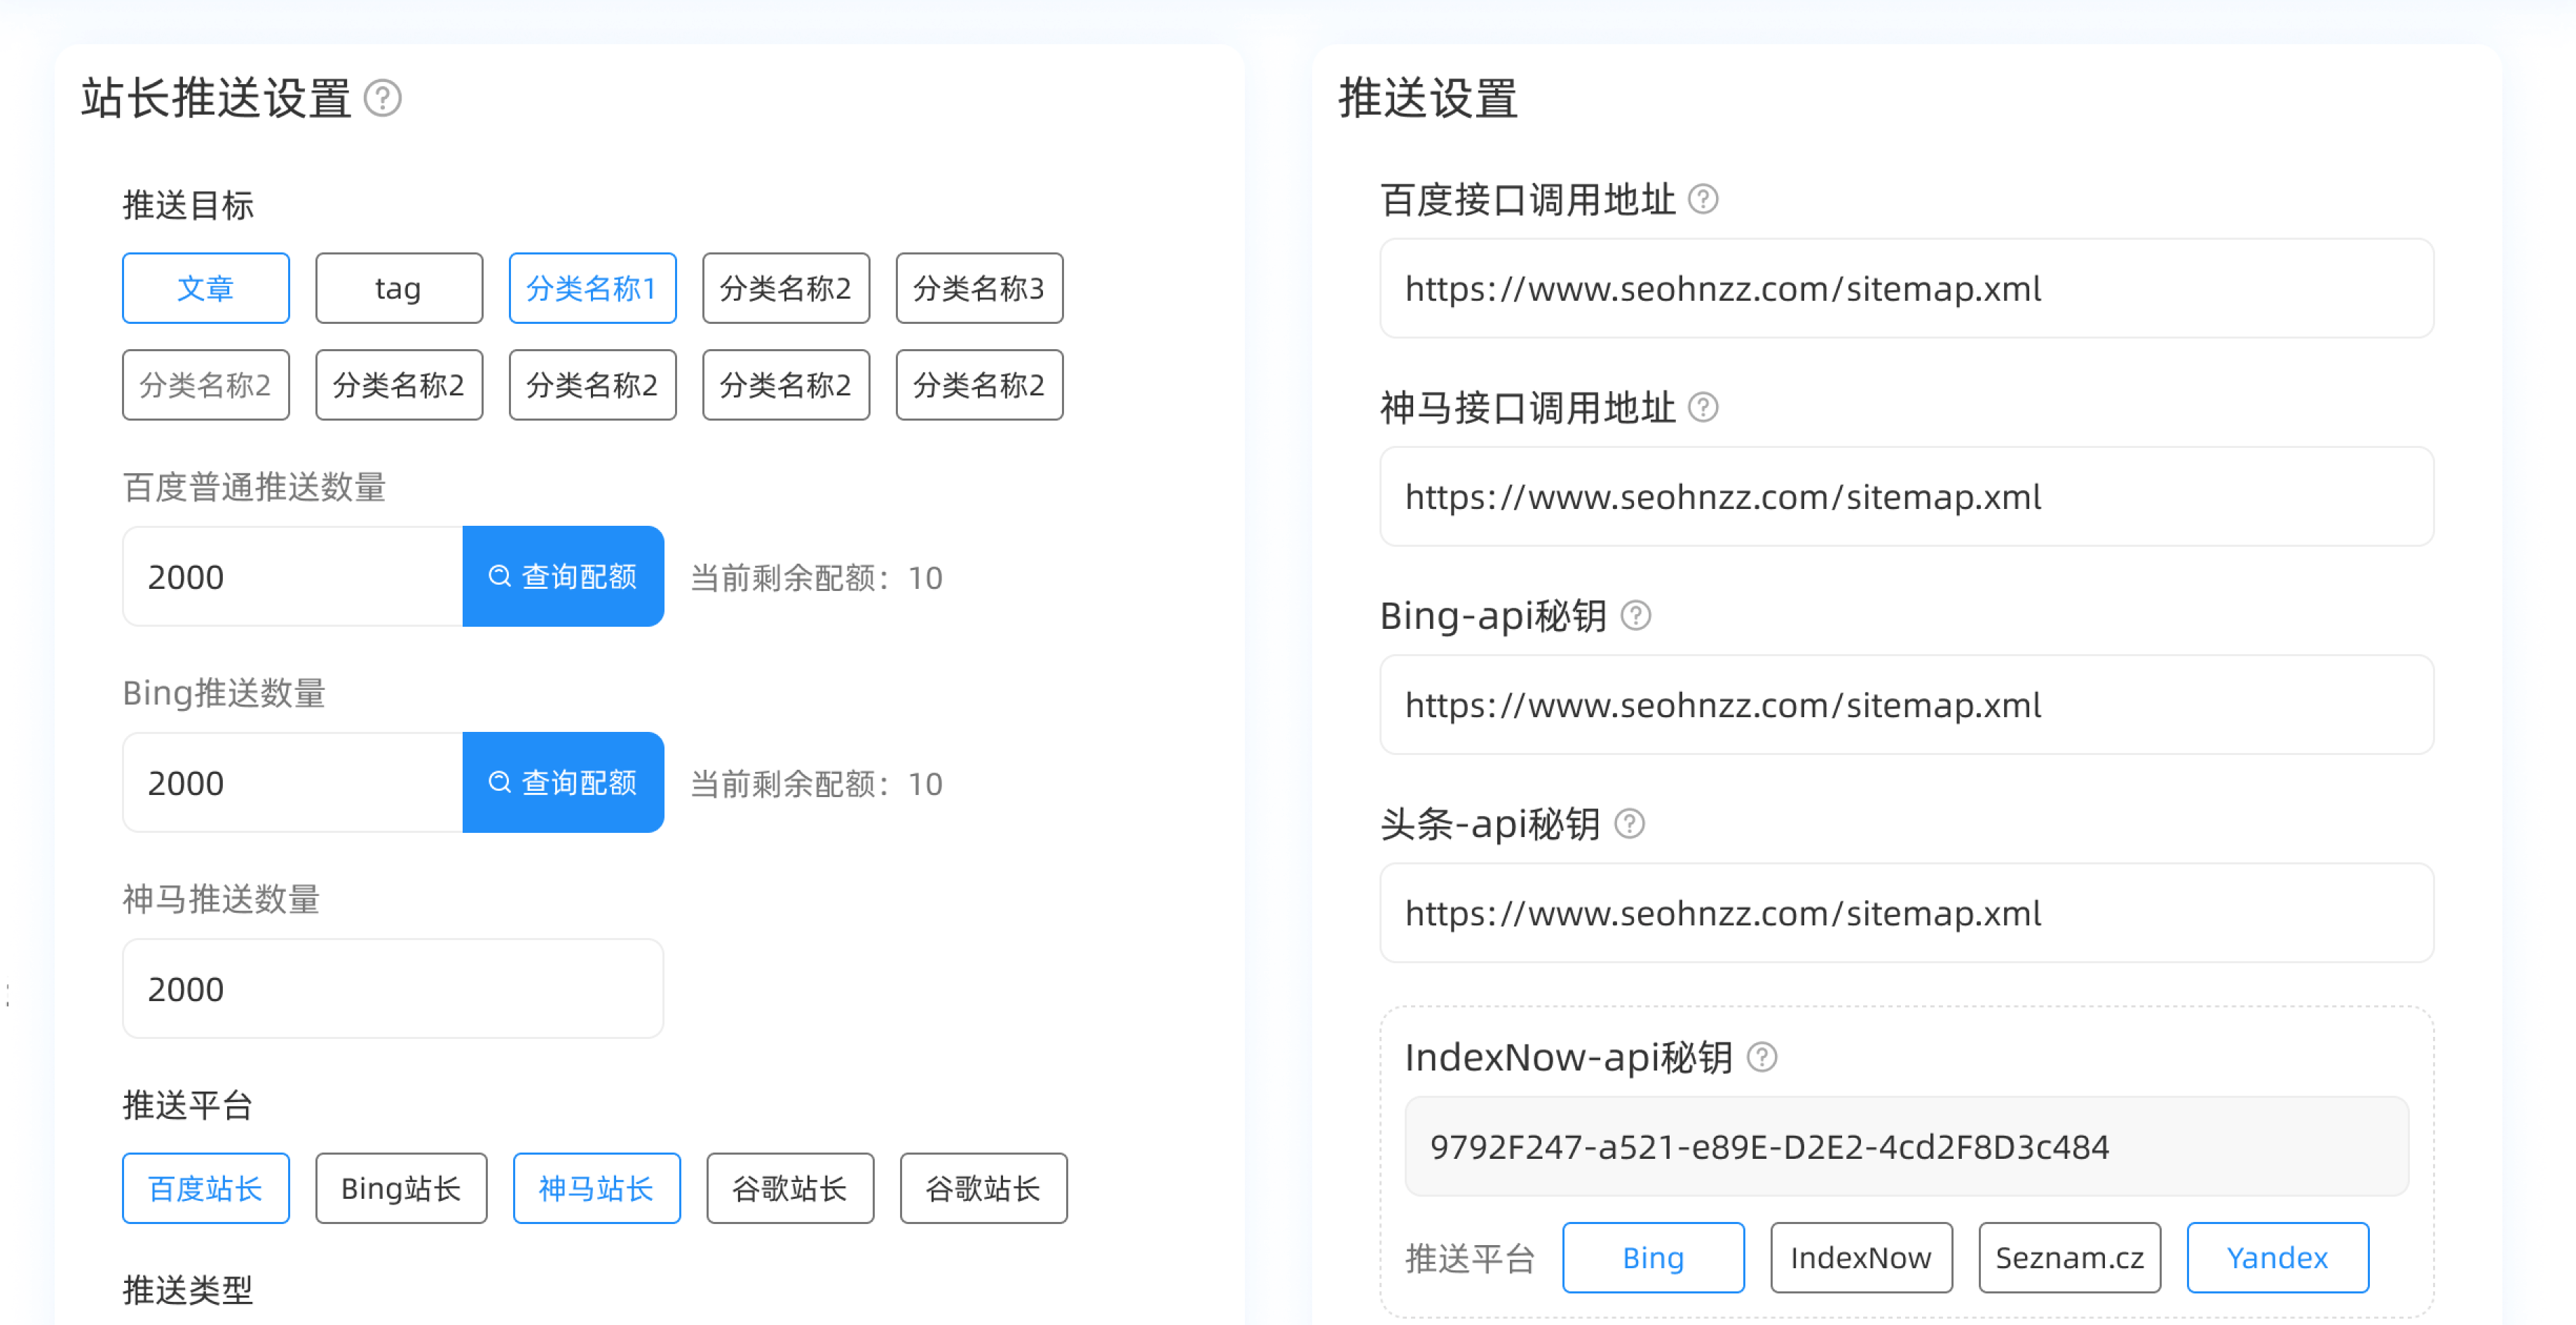 站长推送设置
推送目标
文章 tag 分类名称1 分类名称2 分类名称3
分类名称2 分类名称2 分类名称2 分类名称2 分类名称2
百度普通推送数量
2000 查询配额 当前剩余配额：10
Bing推送数量
2000 查询配额 当前剩余配额：10
神马推送数量
2000
推送平台
百度站长 Bing站长 神马站长 谷歌站长 谷歌站长
推送类型
推送设置
百度接口调用地址
https://www.seohnzz.com/sitemap.xml
神马接口调用地址
https://www.seohnzz.com/sitemap.xml
Bing-api秘钥
https://www.seohnzz.com/sitemap.xml
头条-api秘钥
https://www.seohnzz.com/sitemap.xml
IndexNow-api秘钥
9792F247-a521-e89E-D2E2-4cd2F8D3c484
推送平台 Bing IndexNow Seznam.cz Yandex